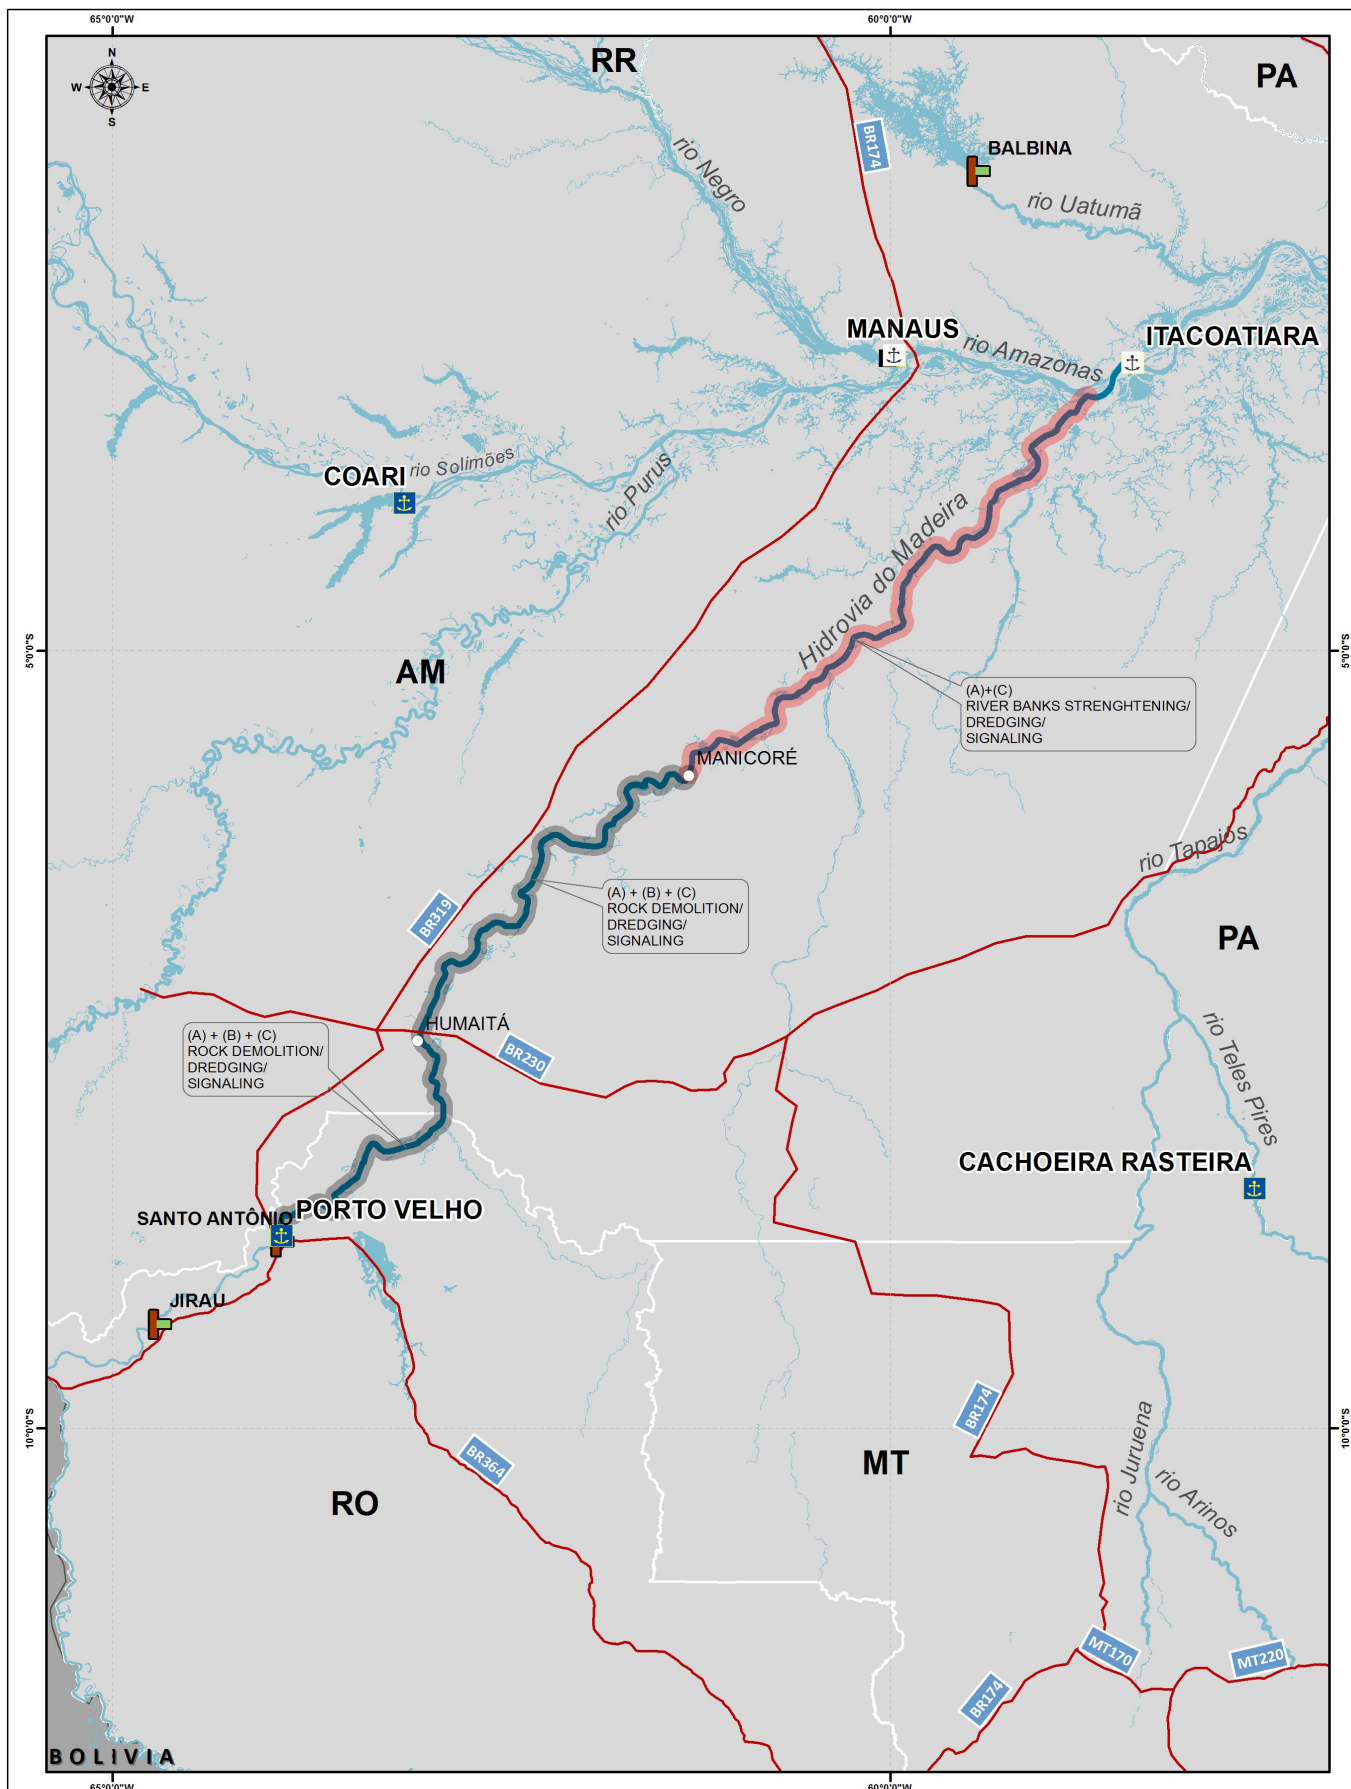 65°0'0"W
60°0'0"W
N
W
E
S
RR
PA
BR174
BALBINA
rio Negro
rio Uatumã
MANAUS
rio Amazonas
ITACOATIARA
COARI
rio Solimões
rio Purus
Hidrovia do Madeira
5°0'0"S
5°0'0"S
AM
(A)+(C)
RIVER BANKS STRENGHTENING/
DREDGING/
SIGNALING
MANICORÉ
rio Tapajós
(A) + (B) + (C)
ROCK DEMOLITION/
DREDGING/
SIGNALING
BR319
PA
HUMAITÁ
(A) + (B) + (C)
ROCK DEMOLITION/
DREDGING/
SIGNALING
BR230
rio Teles Pires
CACHOEIRA RASTEIRA
SANTO ANTÔNIO
PORTO VELHO
JIRAU
BR174
10°0'0"S
10°0'0"S
BR364
MT
rio Juruena
rio Arinos
RO
MT170
MT220
BR174
BOLIVIA
65°0'0"W
60°0'0"W